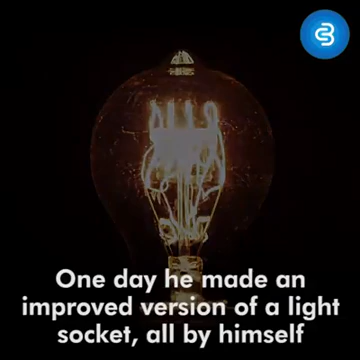 One day he made an
improved version of a light
socket, all by himself